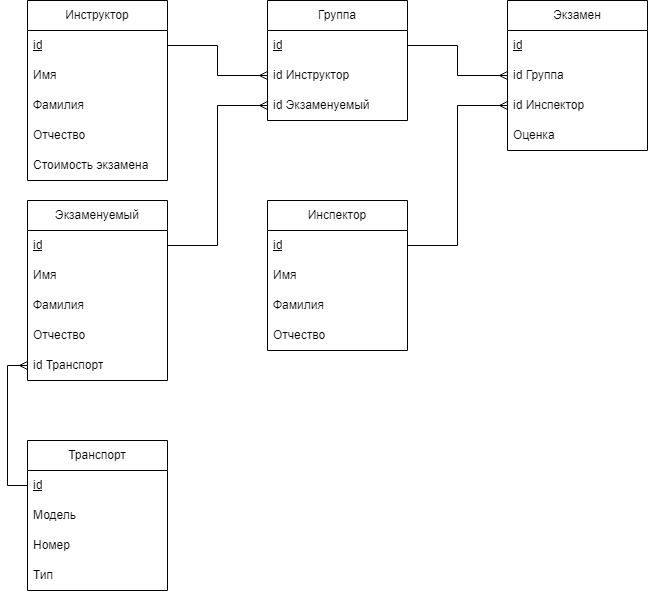 Инструктор
id
Имя
Фамилия
Отчество
Стоимость экзамена
Группа
id
id Инструктор
id Экзаменуемый
Экзамен
id
id Группа
id Инспектор
Оценка
Экзаменуемый
id
Имя
Фамилия
Отчество
id Транспорт
Инспектор
id
Имя
Фамилия
Отчество
Транспорт
id
Модель
Номер
Тип